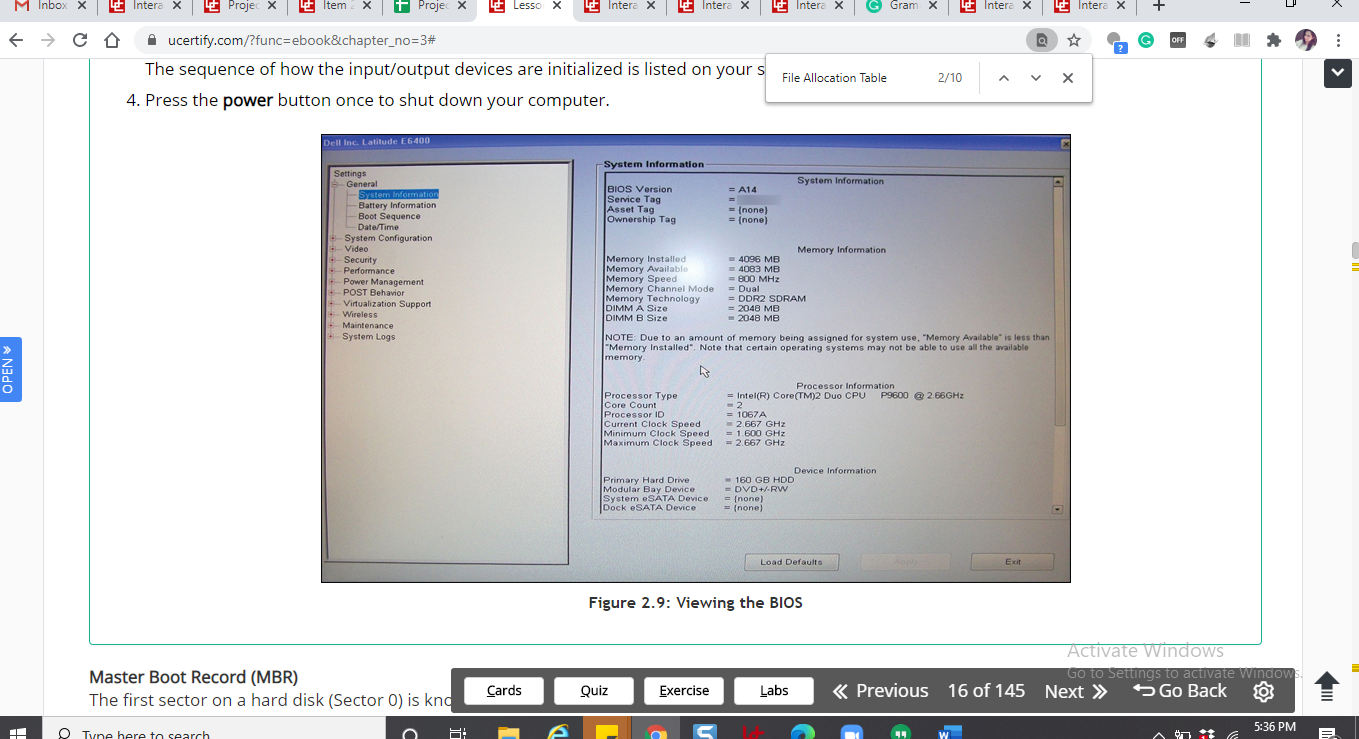 Inbox
Intera
Projec
Item 2
Projec
Lesso
Intera
Intera
Intera
Gram
Intera
Intera
ucertify.com/?func=ebook&chapter_no=3#
OFF
?
The sequence of how the input/output devices are initialized is listed on your s
File Allocation Table 2/10
4. Press the power button once to shut down your computer.
Dell Inc. Latitude E6400
Settings
General
System Information
Battery Information
Boot Sequence
Date/Time
System Configuration
Video
Security
Performance
Power Management
POST Behavior
Virtualization Support
Wireless
Maintenance
System Logs
System Information
System Information
BIOS Version = A14
Service Tag =
Asset Tag = (none)
Ownership Tag = (none)
Memory Information
Memory Installed = 4096 MB
Memory Available = 4083 MB
Memory Speed = 800 MHz
Memory Channel Mode = Dual
Memory Technology = DDR2 SDRAM
DIMM A Size = 2048 MB
DIMM B Size = 2048 MB
NOTE: Due to an amount of memory being assigned for system use, "Memory Available" is less than
"Memory Installed". Note that certain operating systems may not be able to use all the available
memory.
Processor Information
Processor Type = Intel(R) Core(TM)2 Duo CPU P9600 @ 2.66GHz
Core Count = 2
Processor ID = 1067A
Current Clock Speed = 2.667 GHz
Minimum Clock Speed = 1.600 GHz
Maximum Clock Speed = 2.667 GHz
Device Information
Primary Hard Drive = 160 GB HDD
Modular Bay Device = DVD+/-RW
System eSATA Device = (none)
Dock eSATA Device = (none)
Load Defaults
Apply
Exit
OPEN »
Figure 2.9: Viewing the BIOS
Activate Windows
Go to Settings to activate Windows.
Master Boot Record (MBR)
The first sector on a hard disk (Sector 0) is kno
Cards
Quiz
Exercise
Labs
Previous
16 of 145
Next
Go Back
Type here to search
5:36 PM